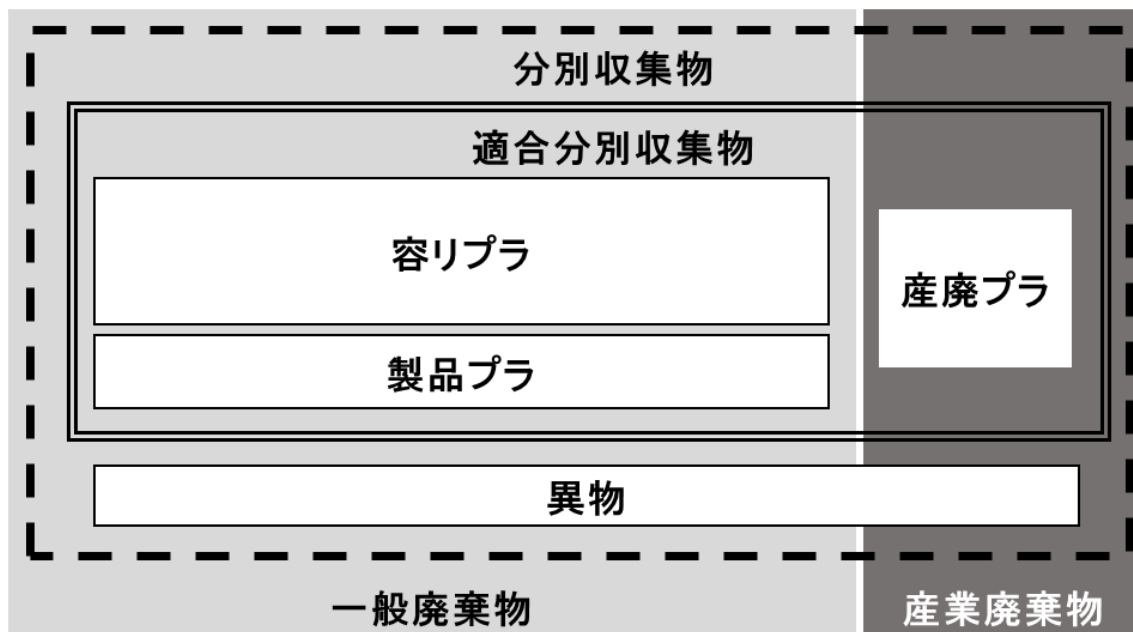 分別収集物
適合分別収集物
容リプラ
産廃プラ
製品プラ
異物
一般廃棄物
産業廃棄物